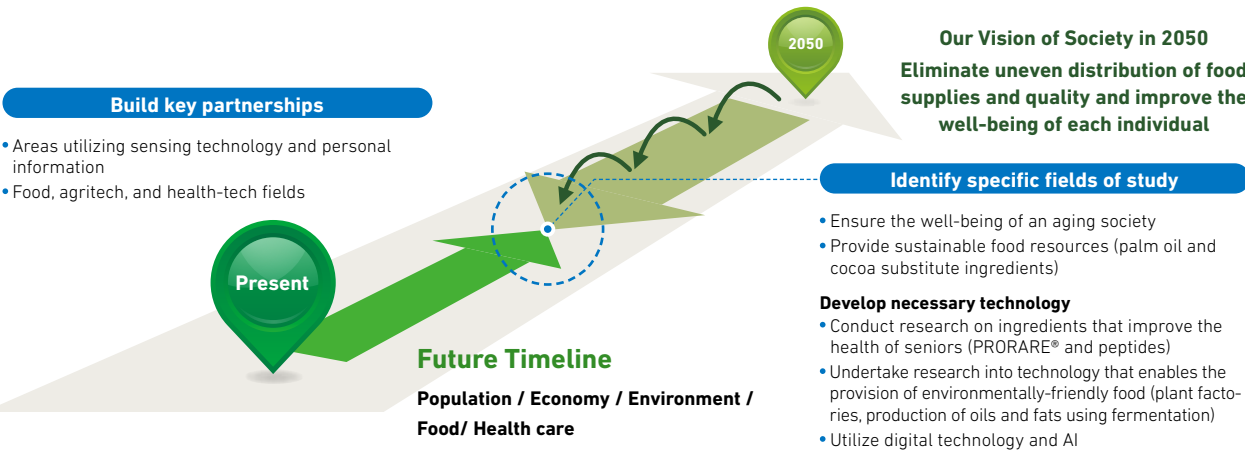 2050
Our Vision of Society in 2050
Eliminate uneven distribution of food
supplies and quality and improve the
well-being of each individual
Build key partnerships
• Areas utilizing sensing technology and personal
information
• Food, agritech, and health-tech fields
Present
Identify specific fields of study
• Ensure the well-being of an aging society
• Provide sustainable food resources (palm oil and
cocoa substitute ingredients)
Develop necessary technology
• Conduct research on ingredients that improve the
health of seniors (PRORARE® and peptides)
• Undertake research into technology that enables the
provision of environmentally-friendly food (plant facto-
ries, production of oils and fats using fermentation)
• Utilize digital technology and AI
Future Timeline
Population / Economy / Environment /
Food/ Health care